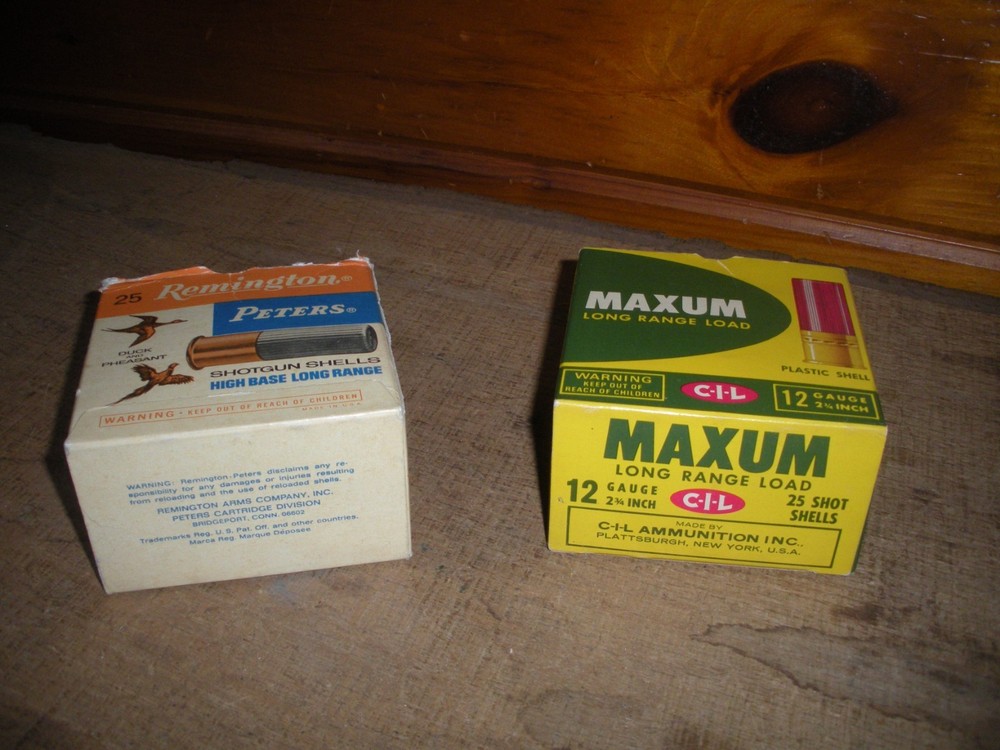 25 Remington®
PETERS®
DUCK
AND
PHEASANT
SHOTGUN SHELLS
HIGH BASE LONG RANGE
WARNING - KEEP OUT OF REACH OF CHILDREN
MADE IN U.S.A.
WARNING: Remington-Peters disclaims any re-
sponsibility for any damages or injuries resulting
from reloading and the use of reloaded shells.
REMINGTON ARMS COMPANY, INC.
PETERS CARTRIDGE DIVISION
BRIDGEPORT, CONN. 06602
Trademarks Reg. U.S. Pat. Off. and other countries.
Marca Reg. Marque Déposée
MAXUM
LONG RANGE LOAD
PLASTIC SHELL
WARNING
KEEP OUT OF
REACH OF CHILDREN
C-I-L
12 GAUGE
2¾ INCH
MAXUM
LONG RANGE LOAD
12 GAUGE
2¾ INCH
C-I-L
25 SHOT
SHELLS
MADE BY
C-I-L AMMUNITION INC.,
PLATTSBURGH, NEW YORK, U.S.A.